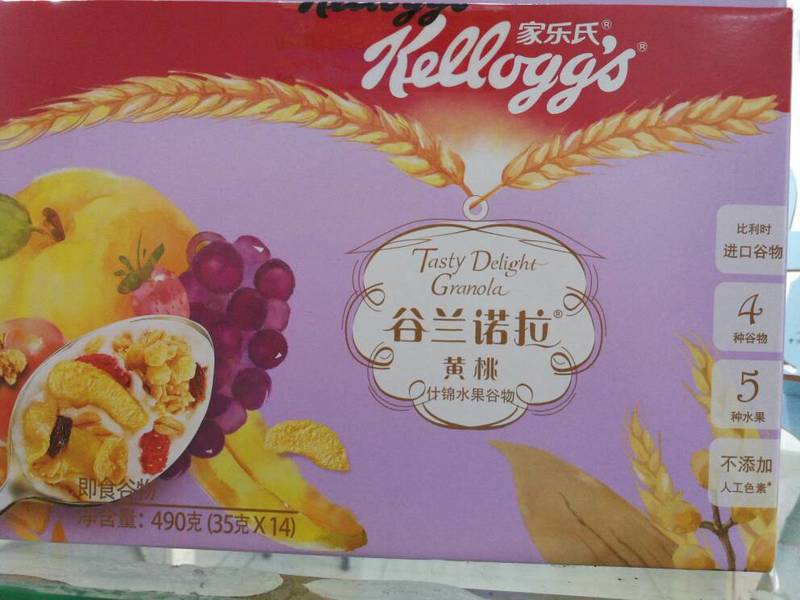 Kellogg's
家乐氏®
Kellogg's®
Tasty Delight
Granola
谷兰诺拉®
黄桃
什锦水果谷物
比利时
进口谷物
4
种谷物
5
种水果
不添加
人工色素*
即食谷物
净含量: 490克 (35克X14)